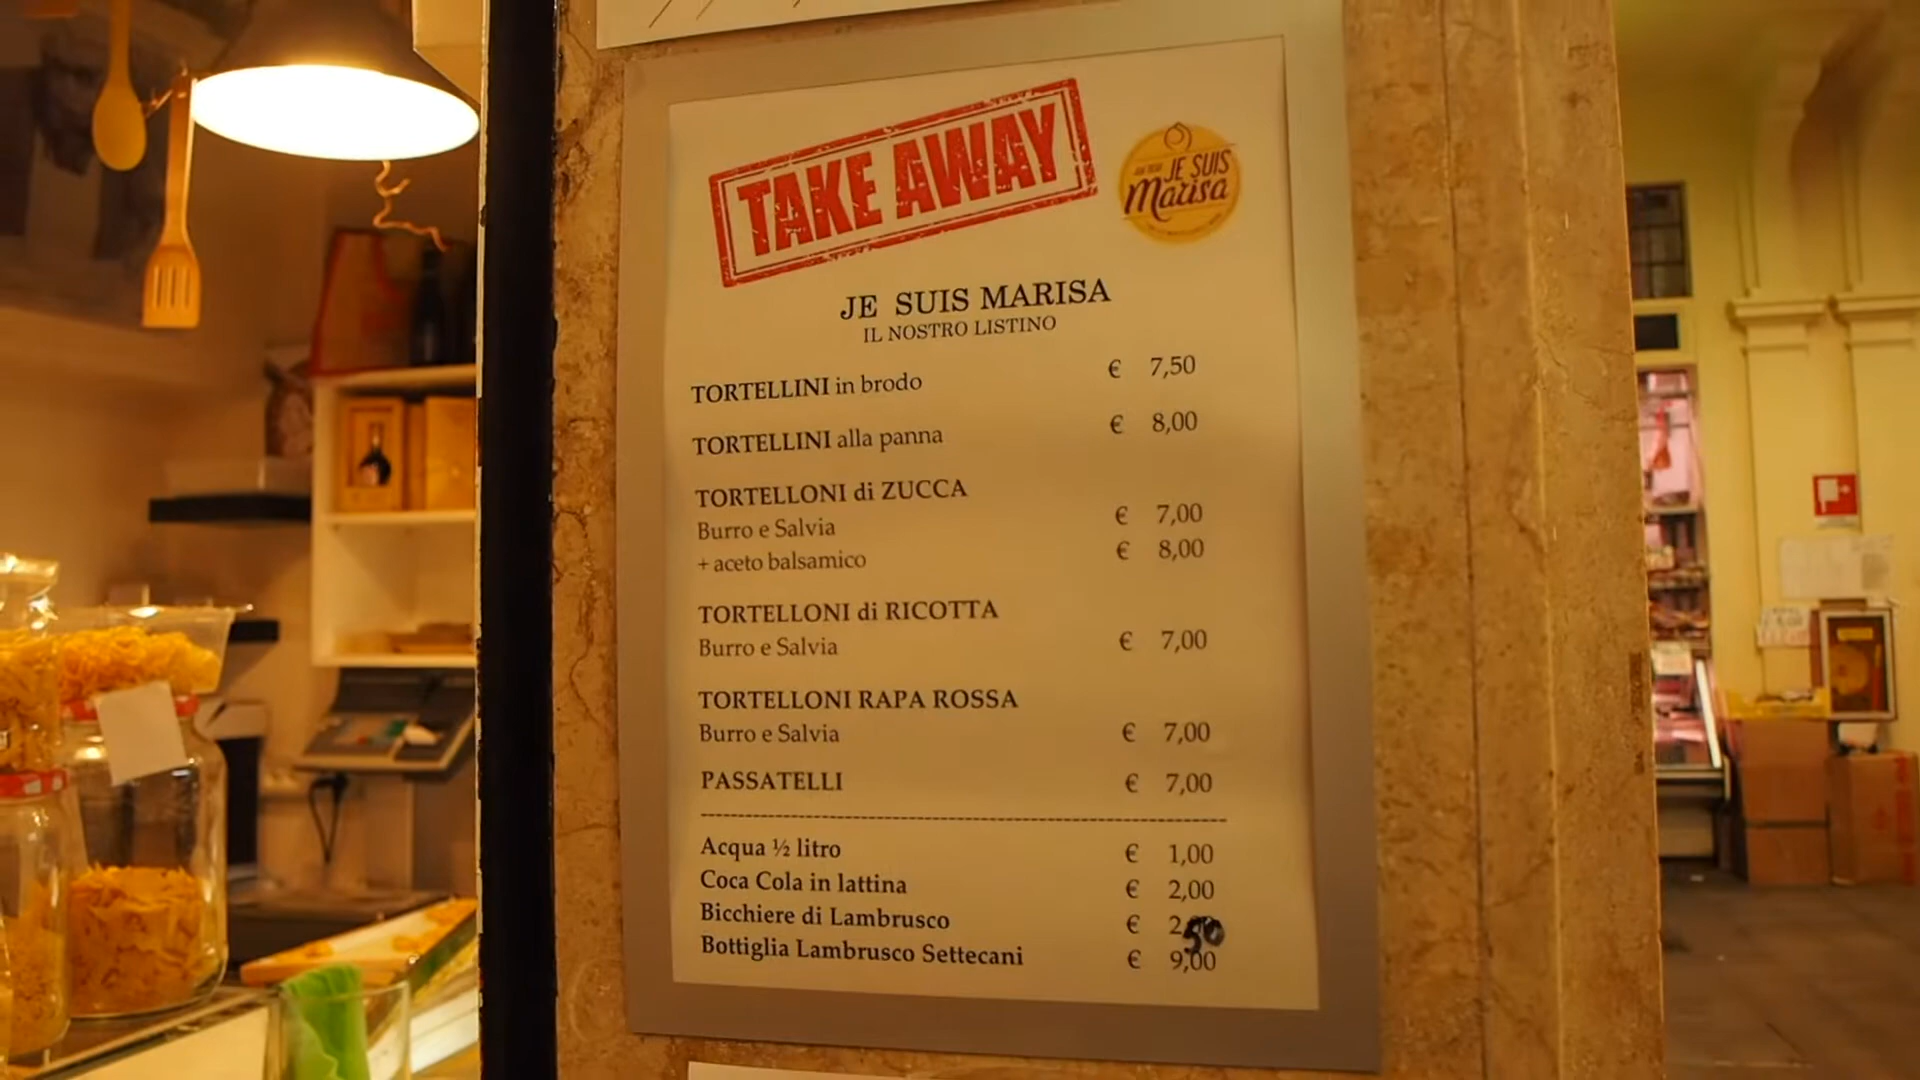 TAKE AWAY
JE SUIS
Marisa
JE SUIS MARISA
IL NOSTRO LISTINO
TORTELLINI in brodo € 7,50
TORTELLINI alla panna € 8,00
TORTELLONI di ZUCCA
Burro e Salvia € 7,00
+ aceto balsamico € 8,00
TORTELLONI di RICOTTA
Burro e Salvia € 7,00
TORTELLONI RAPA ROSSA
Burro e Salvia € 7,00
PASSATELLI € 7,00
Acqua ½ litro € 1,00
Coca Cola in lattina € 2,00
Bicchiere di Lambrusco € 2,50
Bottiglia Lambrusco Settecani € 9,00